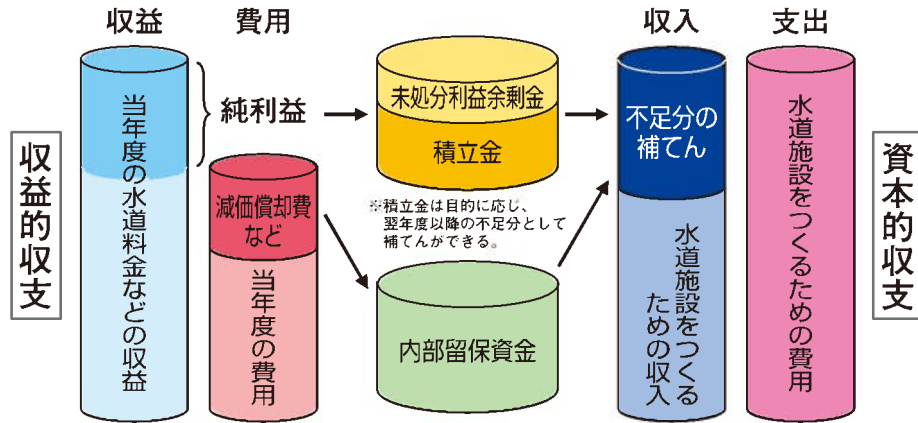 収益
費用
収入
支出
収益的収支
当年度の水道料金などの収益
純利益
減価償却費
など
当年度の費用
未処分利益余剰金
積立金
※積立金は目的に応じ、
翌年度以降の不足分として
補てんができる。
内部留保資金
不足分の
補てん
水道施設をつくる
ための収入
水道施設をつくるための費用
資本的収支